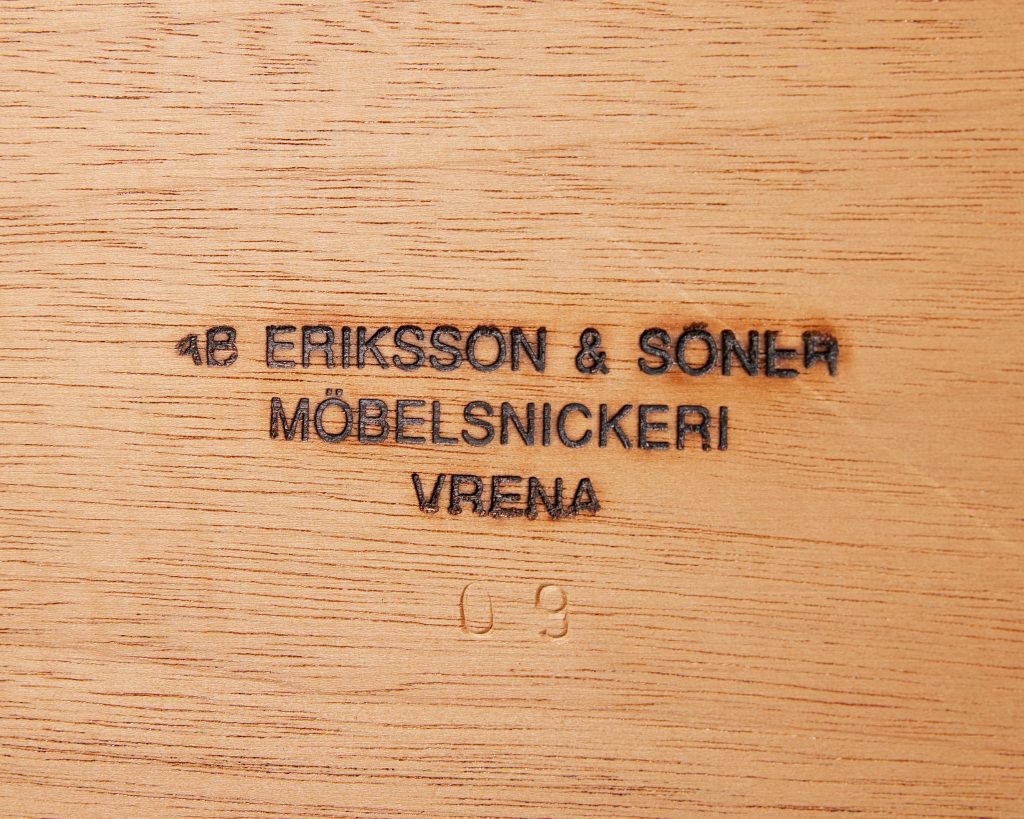 AB ERIKSSON & SÖNER
MÖBELSNICKERI
VRENA
0 9